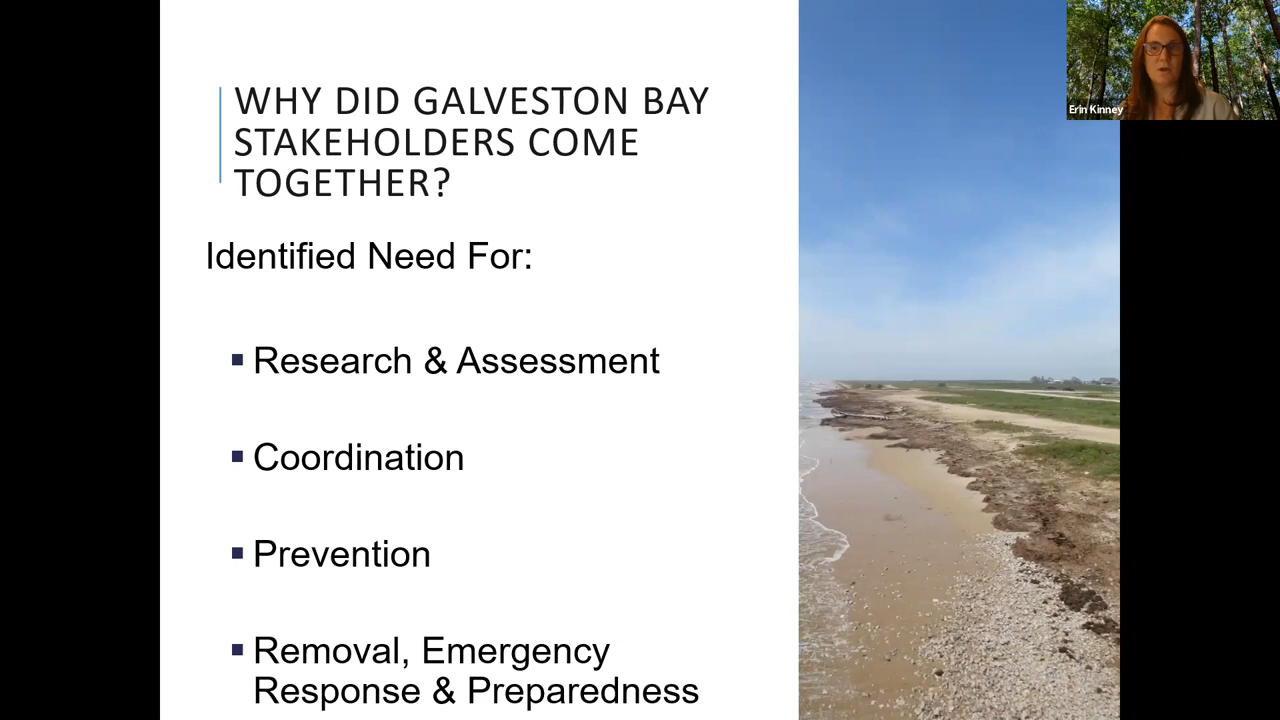 WHY DID GALVESTON BAY
STAKEHOLDERS COME
TOGETHER?
Identified Need For:
▪ Research & Assessment
▪ Coordination
▪ Prevention
▪ Removal, Emergency
Response & Preparedness
Erin Kinney